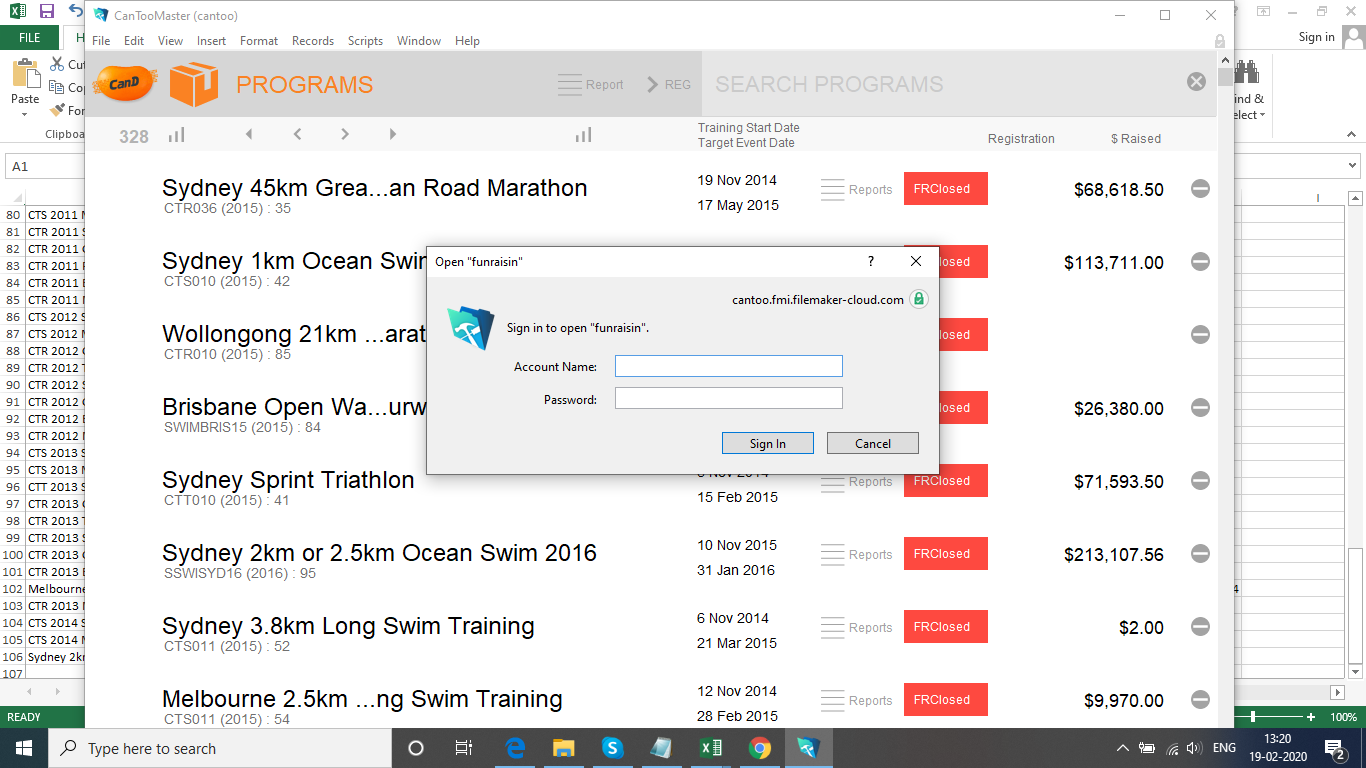 CanTooMaster (cantoo)
FILE
Sign in
File Edit View Insert Format Records Scripts Window Help
Paste
Clipboa
CanD
PROGRAMS
Report
REG
SEARCH PROGRAMS
A1
328
Training Start Date
Target Event Date
Registration
$ Raised
Sydney 45km Grea...an Road Marathon
CTR036 (2015) : 35
19 Nov 2014
17 May 2015
Reports
FRClosed
$68,618.50
Sydney 1km Ocean Swi
CTS010 (2015) : 42
$113,711.00
Wollongong 21km ...arat
CTR010 (2015) : 85
Brisbane Open Wa...urw
SWIMBRIS15 (2015) : 84
$26,380.00
Sydney Sprint Triathlon
CTT010 (2015) : 41
15 Feb 2015
Reports
FRClosed
$71,593.50
Sydney 2km or 2.5km Ocean Swim 2016
SSWISYD16 (2016) : 95
10 Nov 2015
31 Jan 2016
Reports
FRClosed
$213,107.56
Sydney 3.8km Long Swim Training
CTS011 (2015) : 52
6 Nov 2014
21 Mar 2015
Reports
FRClosed
$2.00
Melbourne 2.5km ...ng Swim Training
CTS011 (2015) : 54
12 Nov 2014
28 Feb 2015
Reports
FRClosed
$9,970.00
Open "funraisin"
?
cantoo.fmi.filemaker-cloud.com
Sign in to open "funraisin".
Account Name:
Password:
Sign In
Cancel
80 CTS 2011
81 CTR 2011
82 CTR 2011
83 CTR 2011
84 CTR 2011
85 CTR 2011
86 CTS 2012
87 CTS 2012
88 CTR 2012
89 CTR 2012
90 CTR 2012
91 CTR 2012
92 CTR 2012
93 CTR 2012
94 CTS 2013
95 CTS 2013
96 CTT 2013
97 CTR 2013
98 CTR 2013
99 CTR 2013
100 CTR 2013
101 CTR 2013
102 Melbourne
103 CTR 2013
104 CTS 2014
105 CTS 2014
106 Sydney 2k
107
READY
100%
Type here to search
ENG
13:20
19-02-2020
2